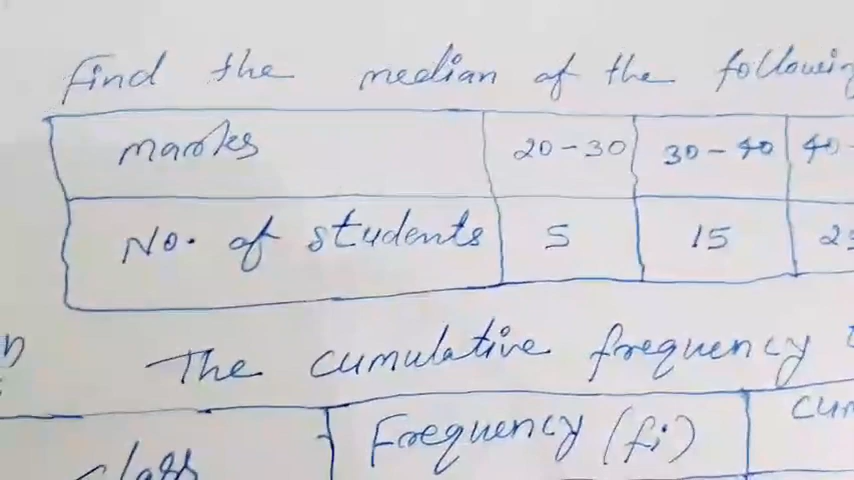 Find the median of the
marks 20-30 30-40
No. of students 5 15
The cumulative frequency
Frequency (fi)
class